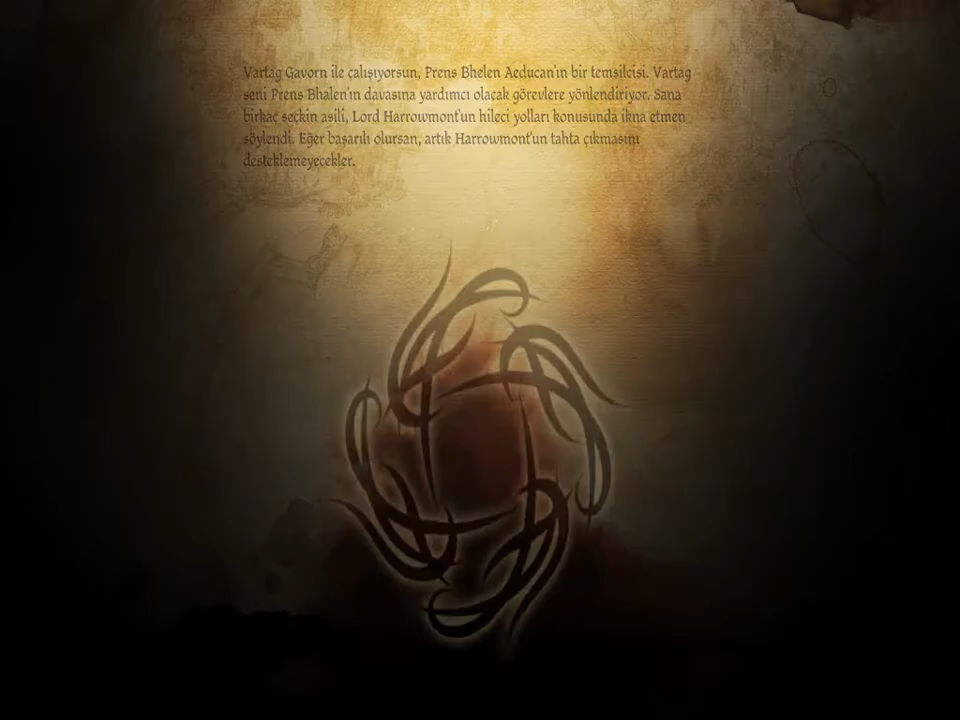 Vartag Gavorn ile çalışıyorsun, Prens Bhelen Aeducan'ın bir temsilcisi. Vartag
seni Prens Bhalen'ın davasına yardımcı olacak görevlere yönlendiriyor. Sana
birkaç seçkin asili, Lord Harrowmont'un hileci yolları konusunda ikna etmen
söylendi. Eğer başarılı olursan, artık Harrowmont'un tahta çıkmasını
desteklemeyecekler.